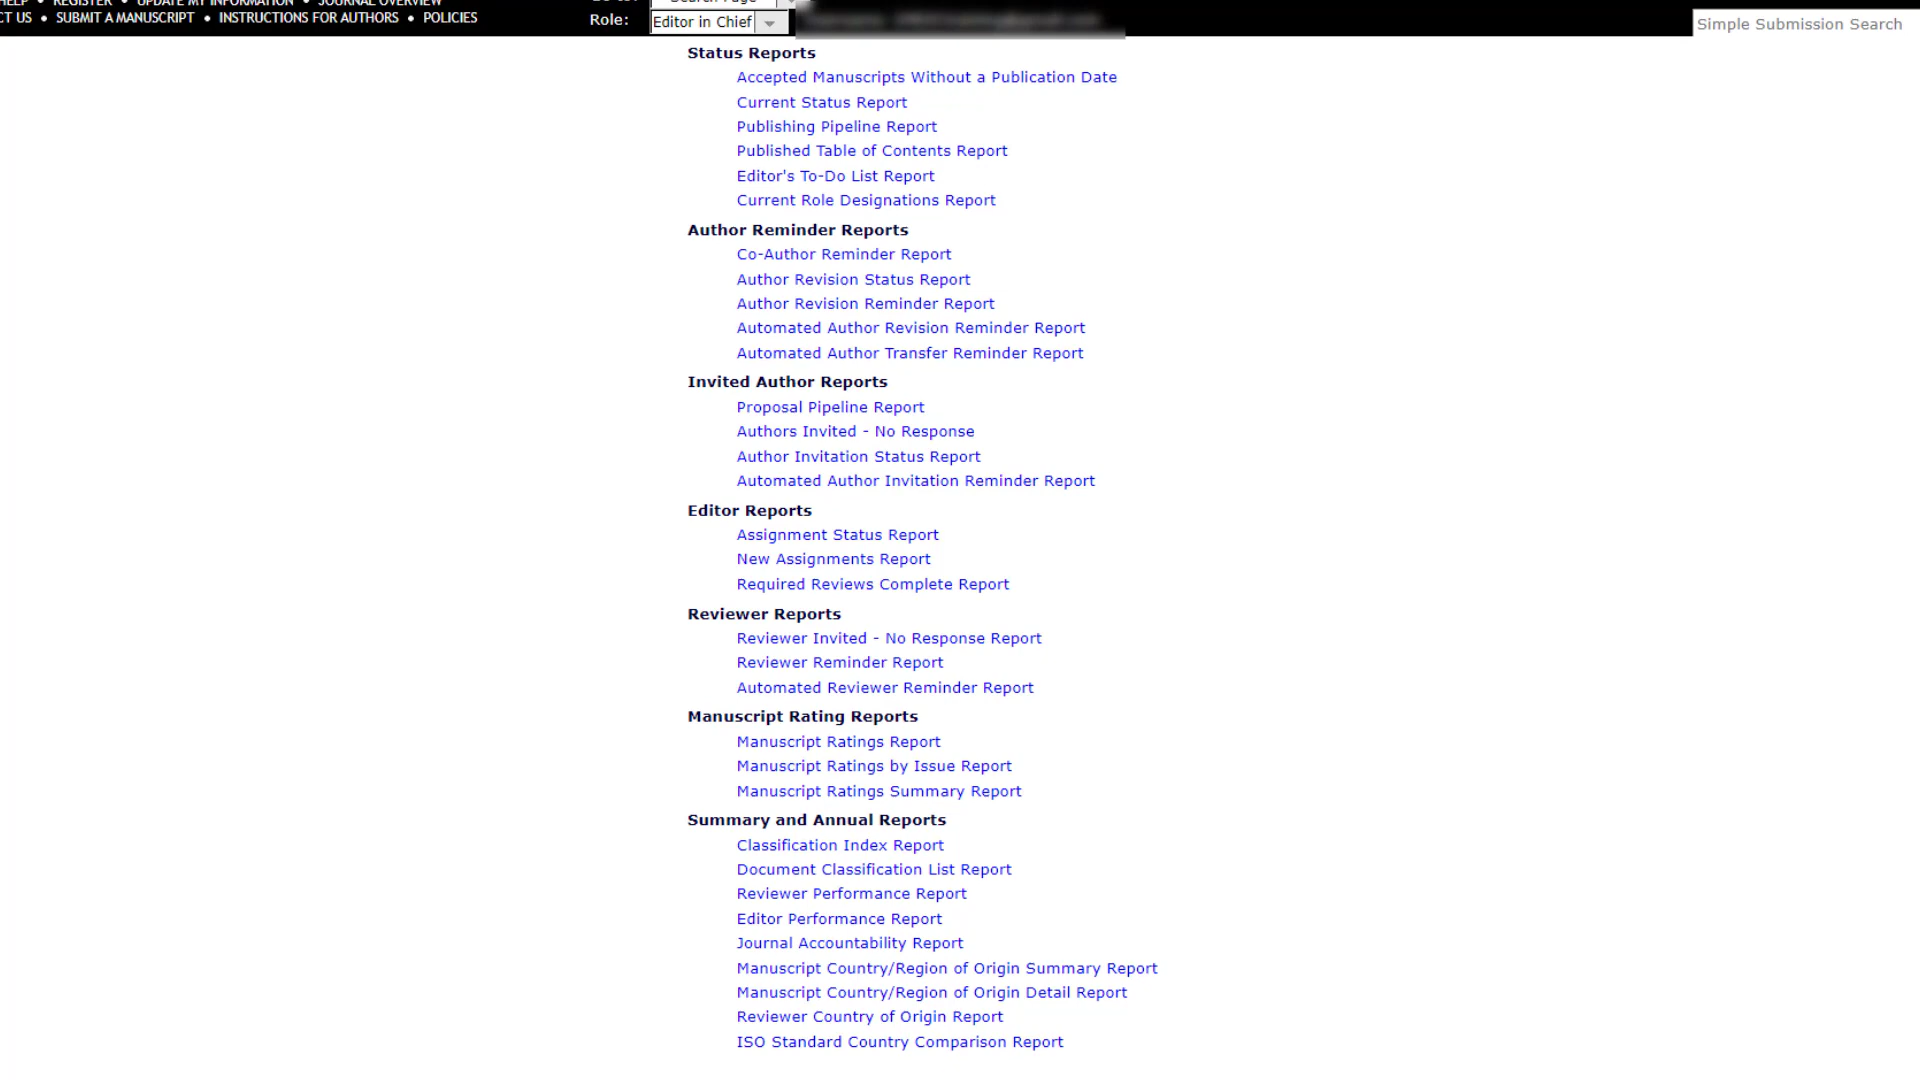 HELP • REGISTER • UPDATE MY INFORMATION • JOURNAL OVERVIEW
CT US • SUBMIT A MANUSCRIPT • INSTRUCTIONS FOR AUTHORS • POLICIES
Search Page
Role: Editor in Chief
Simple Submission Search
Status Reports
Accepted Manuscripts Without a Publication Date
Current Status Report
Publishing Pipeline Report
Published Table of Contents Report
Editor's To-Do List Report
Current Role Designations Report
Author Reminder Reports
Co-Author Reminder Report
Author Revision Status Report
Author Revision Reminder Report
Automated Author Revision Reminder Report
Automated Author Transfer Reminder Report
Invited Author Reports
Proposal Pipeline Report
Authors Invited - No Response
Author Invitation Status Report
Automated Author Invitation Reminder Report
Editor Reports
Assignment Status Report
New Assignments Report
Required Reviews Complete Report
Reviewer Reports
Reviewer Invited - No Response Report
Reviewer Reminder Report
Automated Reviewer Reminder Report
Manuscript Rating Reports
Manuscript Ratings Report
Manuscript Ratings by Issue Report
Manuscript Ratings Summary Report
Summary and Annual Reports
Classification Index Report
Document Classification List Report
Reviewer Performance Report
Editor Performance Report
Journal Accountability Report
Manuscript Country/Region of Origin Summary Report
Manuscript Country/Region of Origin Detail Report
Reviewer Country of Origin Report
ISO Standard Country Comparison Report